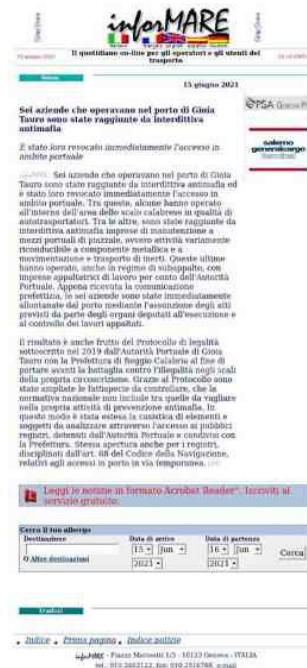 inforMARE
Il quotidiano on-line per gli operatori e gli utenti del
trasporto
15 giugno 2021
PSA
Sei aziende che operavano nel porto di Gioia
Tauro sono state raggiunte da interdittiva
antimafia
salerno
generalcargo
È stato loro revocato immediatamente l'accesso in
ambito portuale
Sei aziende che operavano nel porto di Gioia
Tauro sono state raggiunte da interdittiva antimafia ed
è stato loro revocato immediatamente l'accesso in
ambito portuale. Tra queste, alcune hanno operato
all'interno dell'area dello scalo calabrese in qualità di
autotrasportatori. Tra le altre, sono state raggiunte da
interdittiva antimafia imprese di manutenzione a
mezzi portuali di piazzale, ovvero attività variamente
riconducibile a componente metallica e a
movimentazione e trasporto di inerti. Queste ultime
hanno operato, anche in regime di subappalto, con
imprese appaltatrici di lavoro per conto dell'Autorità
Portuale. Appena ricevuta la comunicazione
prefettizia, le sei aziende sono state immediatamente
allontanate dal porto mediante l'assunzione degli atti
previsti da parte degli organi deputati all'esecuzione e
al controllo dei lavori appaltati.
Il risultato è anche frutto del Protocollo di legalità
sottoscritto nel 2019 dall'Autorità Portuale di Gioia
Tauro con la Prefettura di Reggio Calabria al fine di
portare avanti la battaglia contro l'illegalità negli scali
della propria circoscrizione. Grazie al Protocollo sono
state ampliate le fattispecie da controllare, che la
normativa nazionale non include tra quelle da vagliare
nella propria attività di prevenzione antimafia. In
questo modo è stata estesa la casistica di elementi e
soggetti da analizzare attraverso l'accesso ai pubblici
registri, detenuti dall'Autorità Portuale e condivisi con
la Prefettura. Stessa apertura anche per i registri,
disciplinati dall'art. 68 del Codice della Navigazione,
relativi agli accessi in porto in via temporanea.
Leggi le notizie in formato Acrobat Reader®. Iscriviti al
servizio gratuito.
Cerca il tuo albergo
Destinazione Data di arrivo Data di partenza
15 Jun 16 Jun Cerca
Altre destinazioni 2021 2021
Indice Prima pagina Indice notizie
inforMARE - Piazza Matteotti 1/3 - 16123 Genova - ITALIA
tel.: 010.2462122, fax: 010.2516768, e-mail